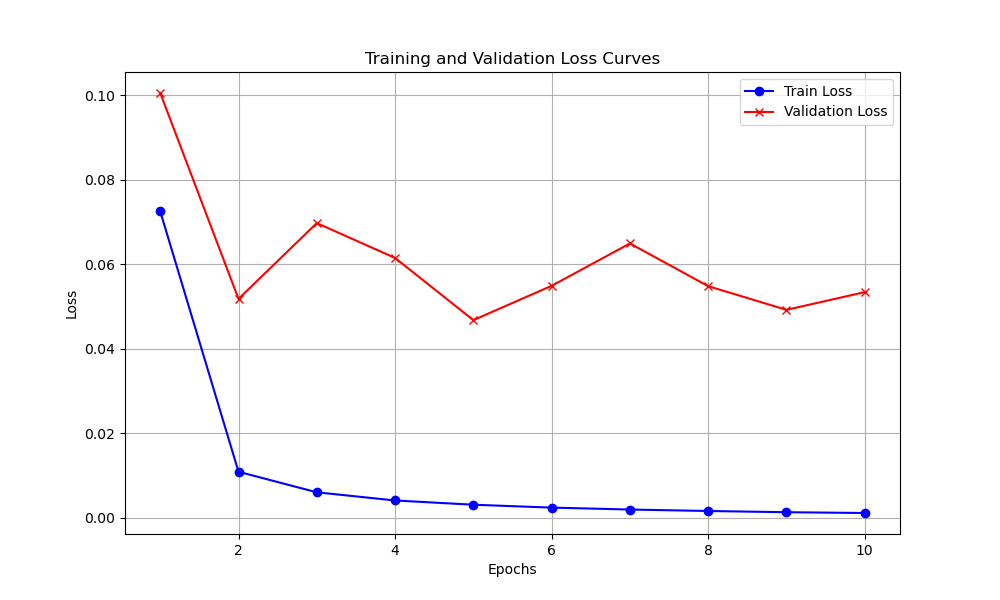 Training and Validation Loss Curves
Train Loss
Validation Loss
0.10
0.08
0.06
0.04
0.02
0.00
Loss
2
4
6
8
10
Epochs